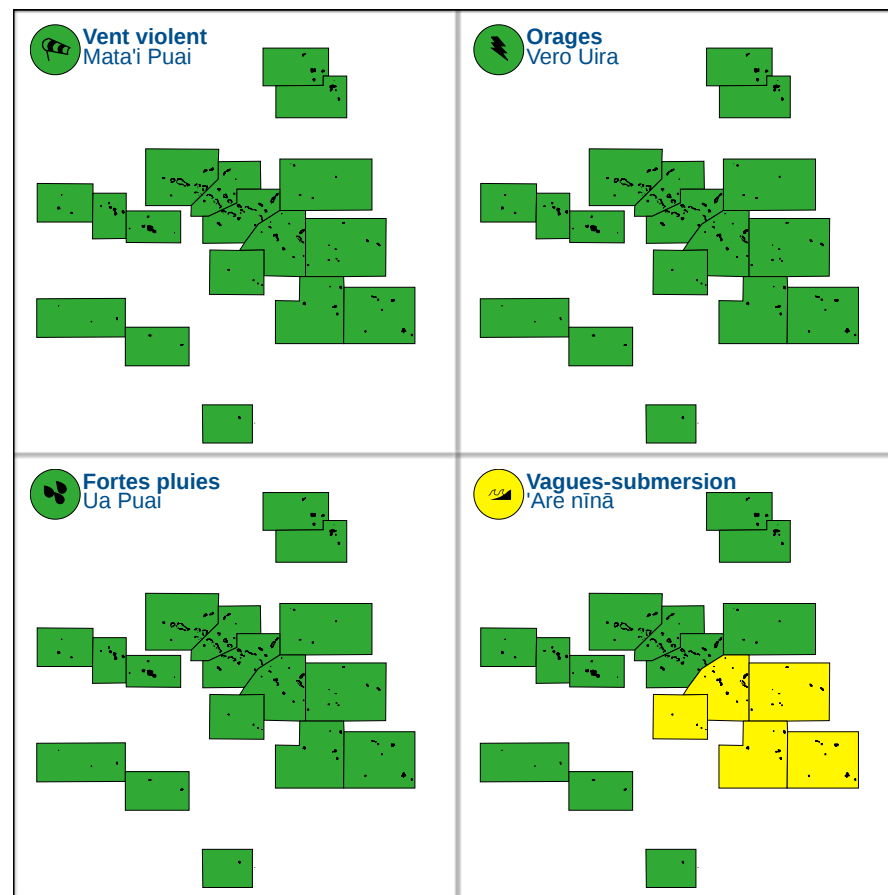 Vent violent
Mata'i Puai
Orages
Vero Uira
Fortes pluies
Ua Puai
Vagues-submersion
'Are nīnā